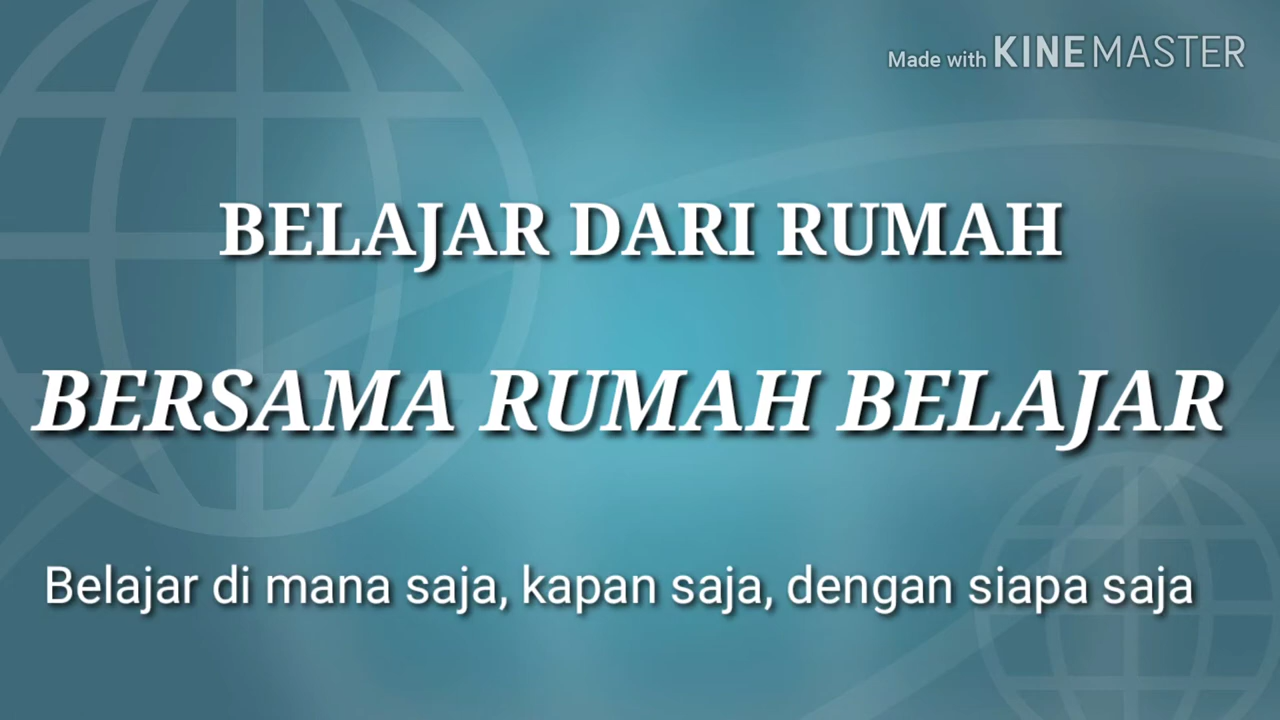 Made with KINEMASTER
BELAJAR DARI RUMAH
BERSAMA RUMAH BELAJAR
Belajar di mana saja, kapan saja, dengan siapa saja